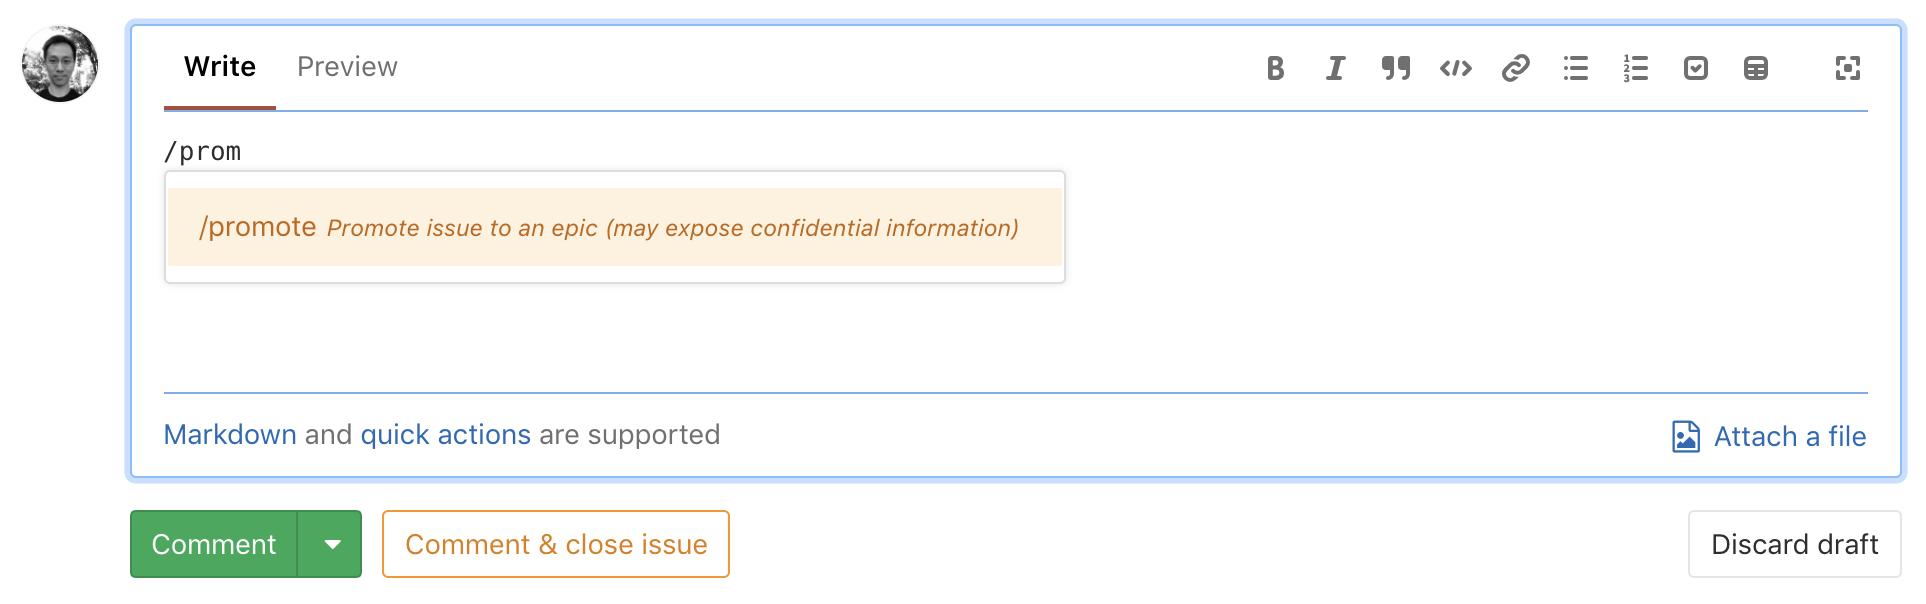 Write Preview
/prom
/promote Promote issue to an epic (may expose confidential information)
Markdown and quick actions are supported
Attach a file
Comment
Comment & close issue
Discard draft